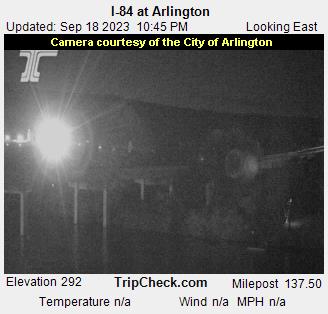 I-84 at Arlington
Updated: Sep 18 2023 10:45 PM Looking East
Camera courtesy of the City of Arlington
Elevation 292 TripCheck.com Milepost 137.50
Temperature n/a Wind n/a MPH n/a